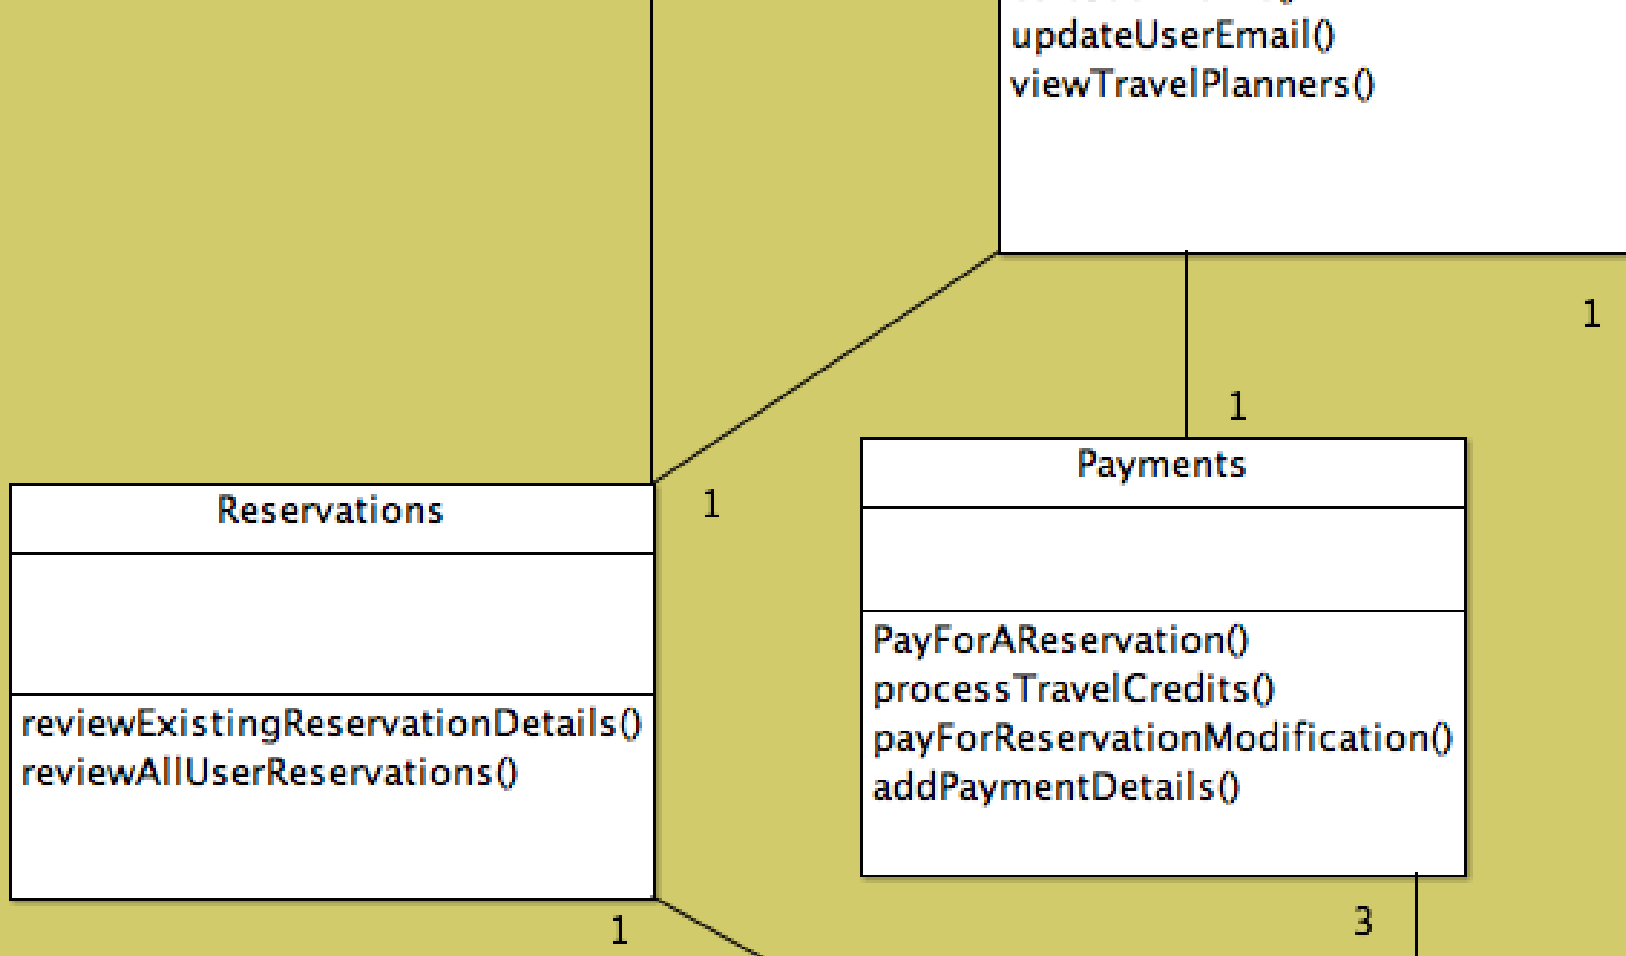 updateUserEmail()
viewTravelPlanners()
1
1
Payments
Reservations
1
PayForAReservation()
processTravelCredits()
payForReservationModification()
addPaymentDetails()
reviewExistingReservationDetails()
reviewAllUserReservations()
1
3